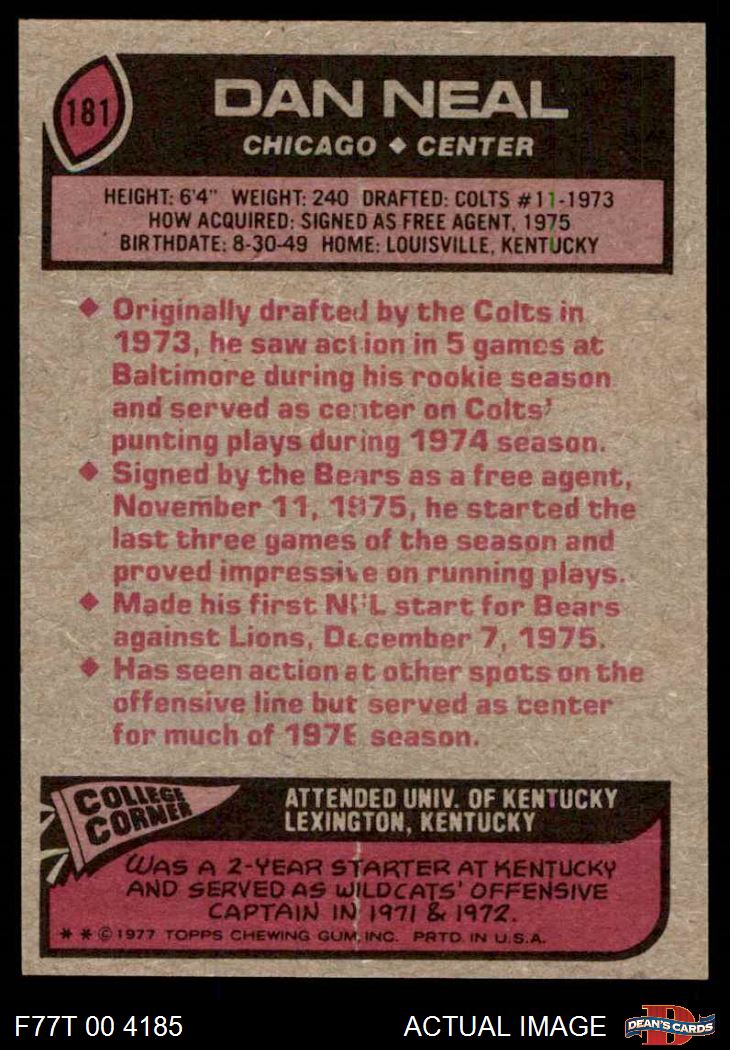 181
DAN NEAL
CHICAGO ◆ CENTER
HEIGHT: 6'4" WEIGHT: 240 DRAFTED: COLTS #11-1973
HOW ACQUIRED: SIGNED AS FREE AGENT, 1975
BIRTHDATE: 8-30-49 HOME: LOUISVILLE, KENTUCKY
◆ Originally drafted by the Colts in
1973, he saw action in 5 games at
Baltimore during his rookie season
and served as center on Colts'
punting plays during 1974 season.
◆ Signed by the Bears as a free agent,
November 11, 1975, he started the
last three games of the season and
proved impressive on running plays.
◆ Made his first NFL start for Bears
against Lions, December 7, 1975.
◆ Has seen action at other spots on the
offensive line but served as center
for much of 1976 season.
COLLEGE
CORNER
ATTENDED UNIV. OF KENTUCKY
LEXINGTON, KENTUCKY
WAS A 2-YEAR STARTER AT KENTUCKY
AND SERVED AS WILDCATS' OFFENSIVE
CAPTAIN IN 1971 & 1972.
* * © 1977 TOPPS CHEWING GUM, INC. PRTD. IN U.S.A.
F77T 00 4185
ACTUAL IMAGE
D
DEAN'S CARDS